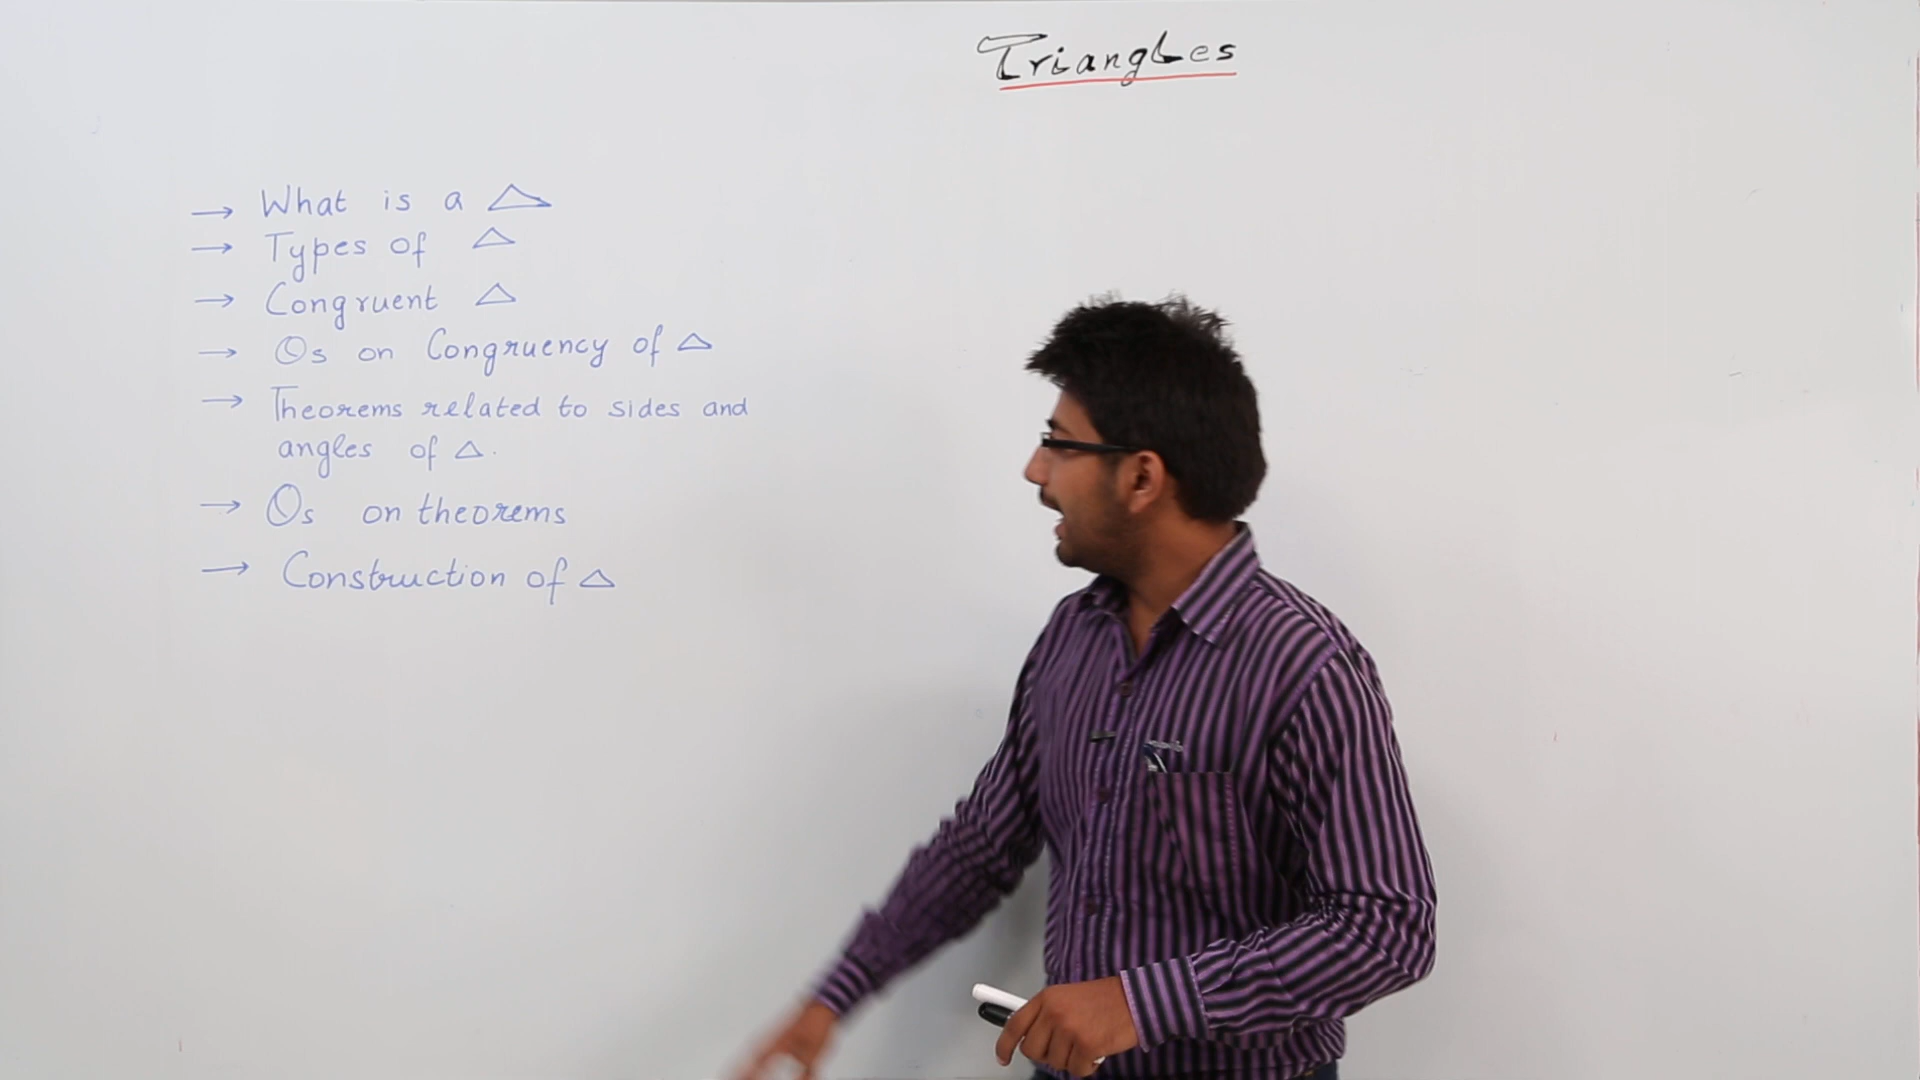 Triangles
→ What is a △
→ Types of △
→ Congruent △
→ Qs on Congruency of △
→ Theorems related to sides and
angles of △.
→ Qs on theorems
→ Construction of △